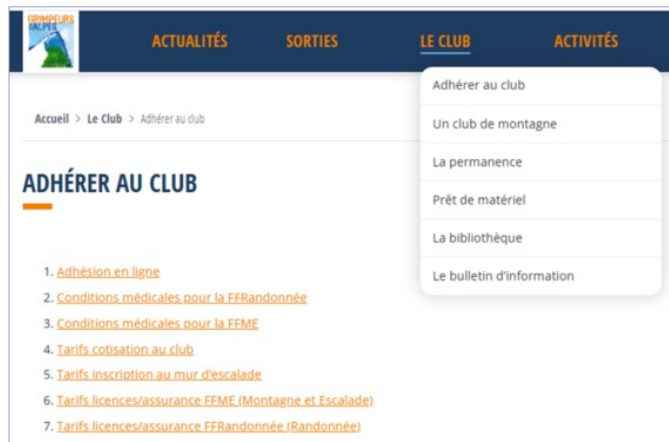 GRIMPEURS
DES ALPES
ACTUALITÉS
SORTIES
LE CLUB
ACTIVITÉS
Adhérer au club
Un club de montagne
La permanence
Prêt de matériel
La bibliothèque
Le bulletin d'information
Accueil > Le Club > Adhérer au club
ADHÉRER AU CLUB
1. Adhésion en ligne
2. Conditions médicales pour la FFRandonnée
3. Conditions médicales pour la FFME
4. Tarifs cotisation au club
5. Tarifs inscription au mur d'escalade
6. Tarifs licences/assurance FFME (Montagne et Escalade)
7. Tarifs licences/assurance FFRandonnée (Randonnée)